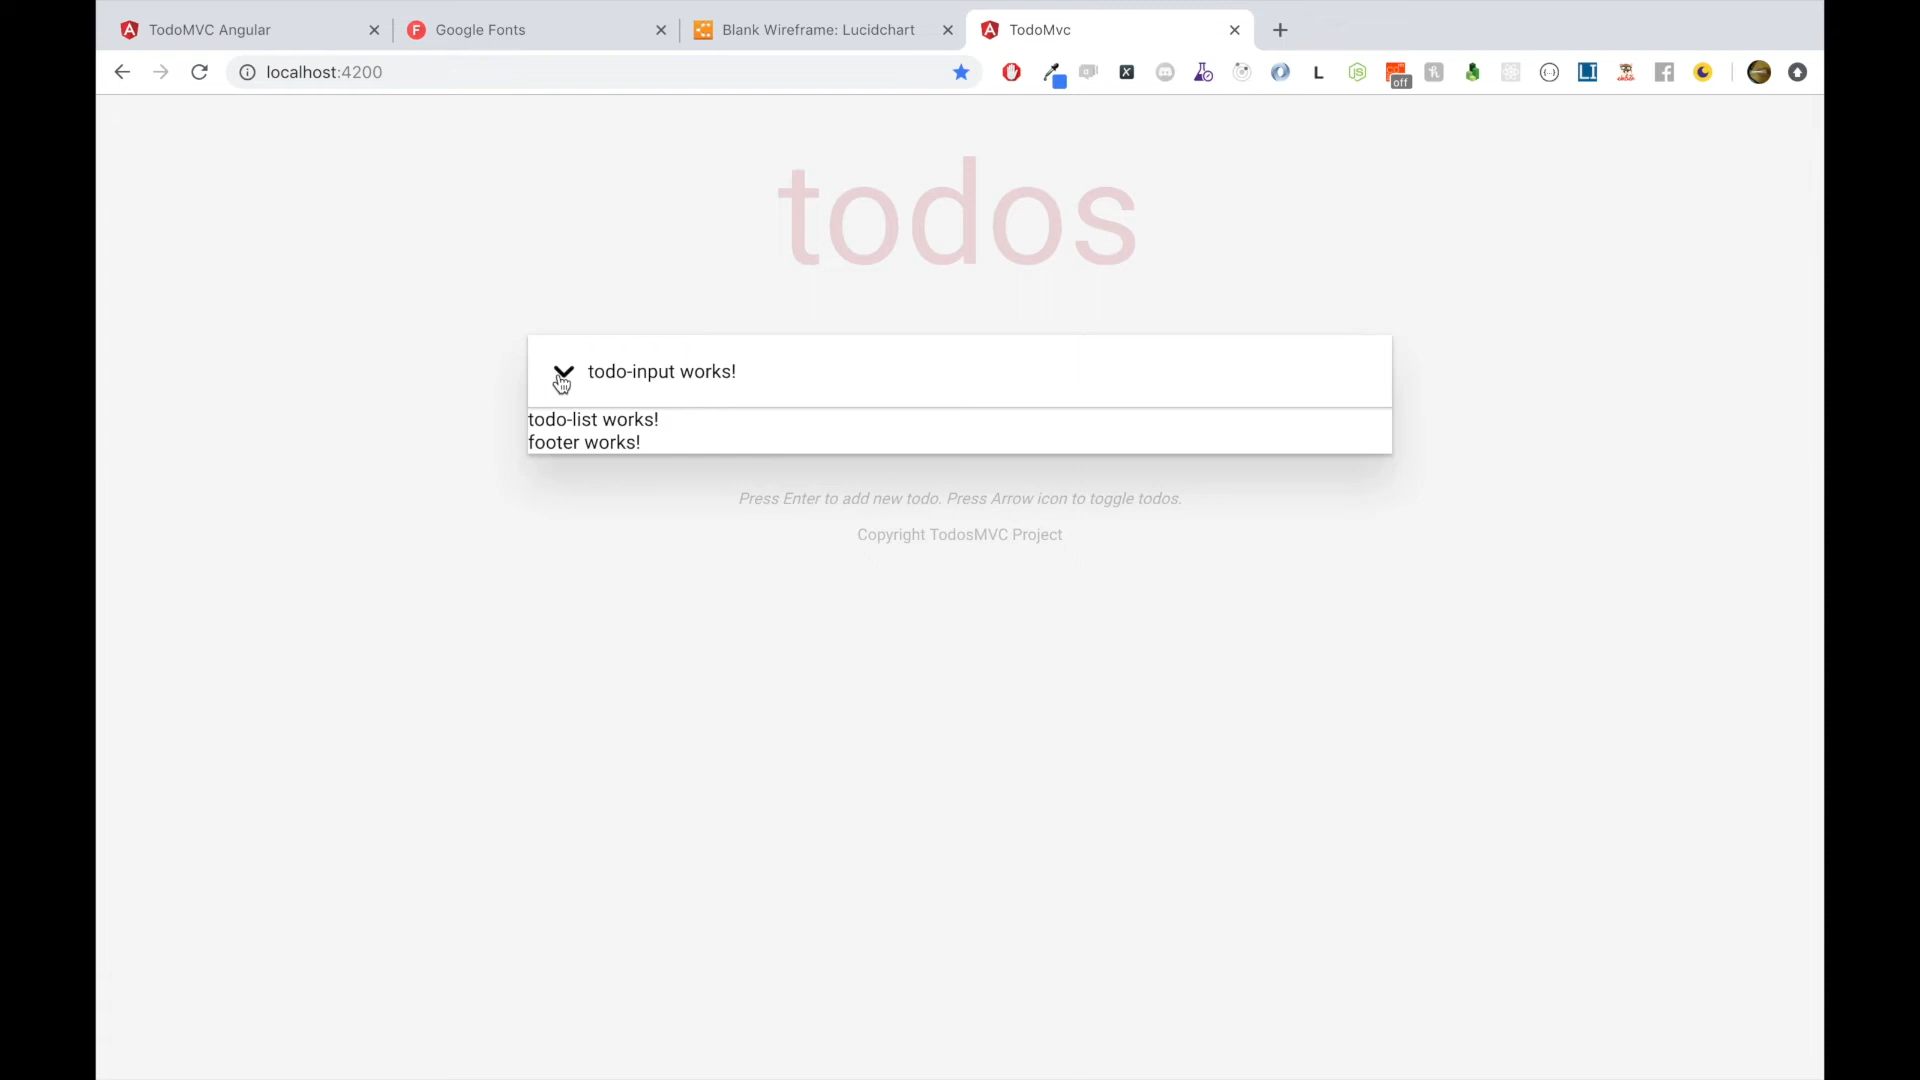 TodoMVC Angular
Google Fonts
Blank Wireframe: Lucidchart
TodoMvc
localhost:4200
off
todos
todo-input works!
todo-list works!
footer works!
Press Enter to add new todo. Press Arrow icon to toggle todos.
Copyright TodosMVC Project